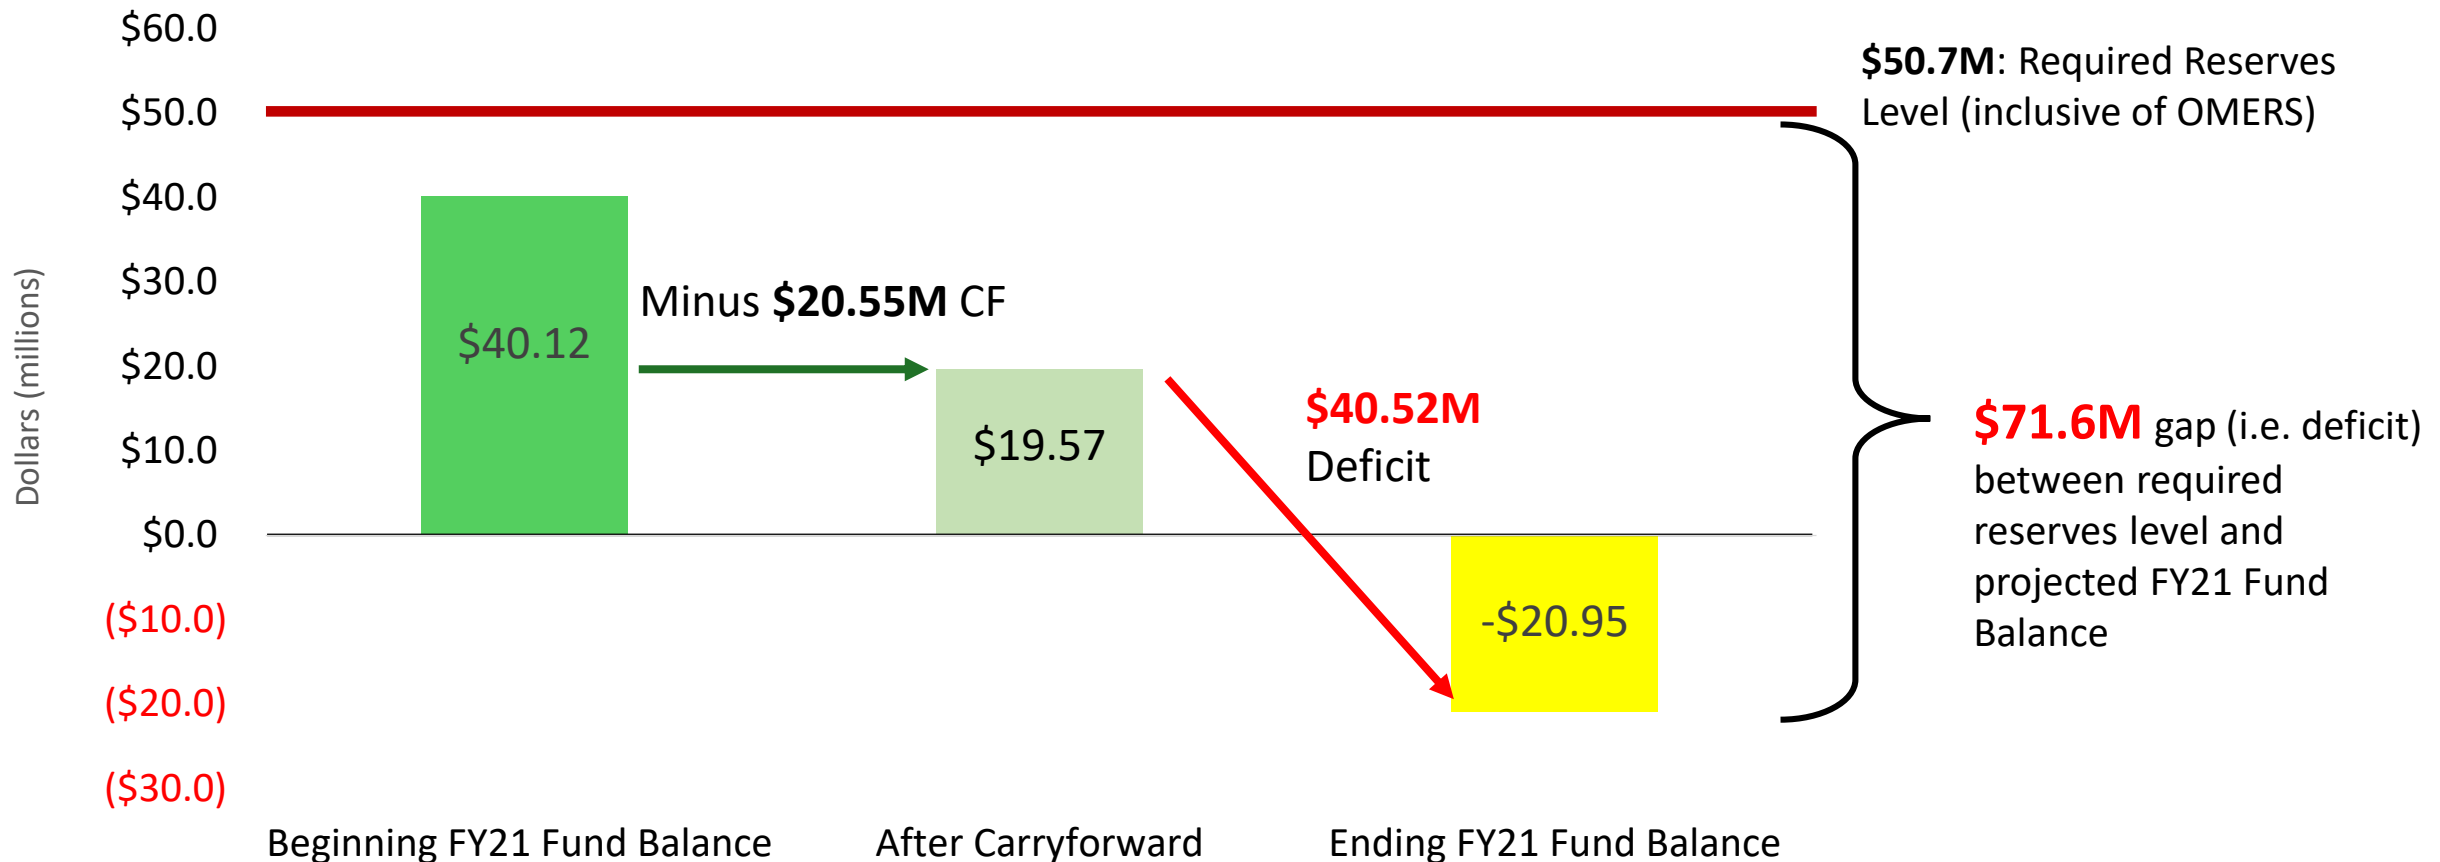 $60.0
$50.0
$40.0
$30.0
$20.0
$10.0
$0.0
($10.0)
($20.0)
($30.0)
Dollars (millions)
$40.12
Minus $20.55M CF
$19.57
$40.52M
Deficit
-$20.95
$50.7M: Required Reserves
Level (inclusive of OMERS)
$71.6M gap (i.e. deficit)
between required
reserves level and
projected FY21 Fund
Balance
Beginning FY21 Fund Balance
After Carryforward
Ending FY21 Fund Balance